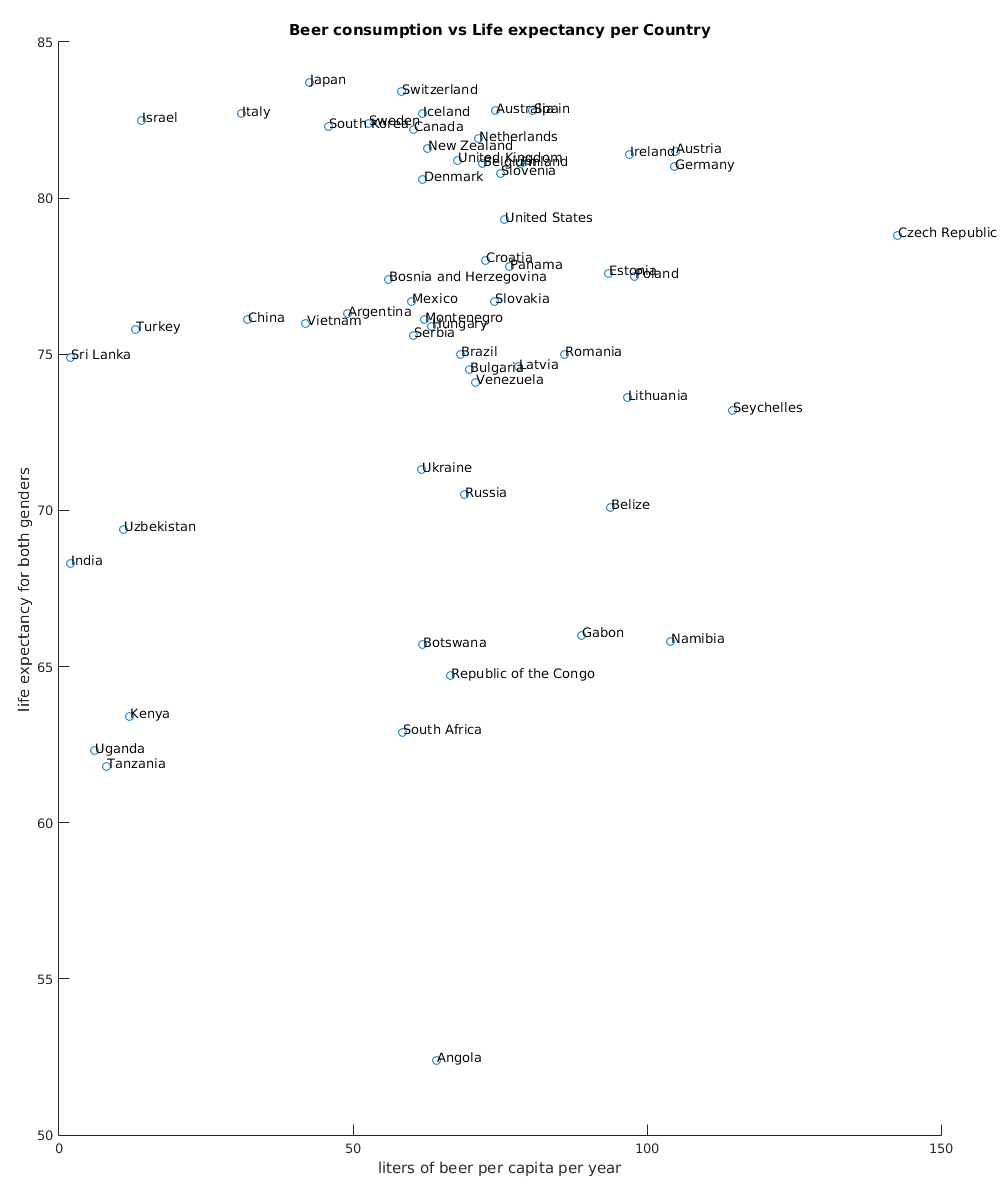 Beer consumption vs Life expectancy per Country
85
Japan
Switzerland
Israel
Italy
Iceland
Australia
Spain
South Korea
Sweden
Canada
Netherlands
New Zealand
United Kingdom
Belgium
Finland
Ireland
Austria
Germany
Slovenia
Denmark
80
United States
Czech Republic
Croatia
Panama
Bosnia and Herzegovina
Estonia
Poland
Mexico
Slovakia
Argentina
China
Vietnam
Montenegro
Hungary
Turkey
Serbia
75
Sri Lanka
Brazil
Romania
Bulgaria
Latvia
Venezuela
Lithuania
Seychelles
Ukraine
Russia
70
Belize
Uzbekistan
India
life expectancy for both genders
Gabon
Namibia
Botswana
65
Republic of the Congo
Kenya
South Africa
Uganda
Tanzania
60
55
Angola
50
0
50
100
150
liters of beer per capita per year